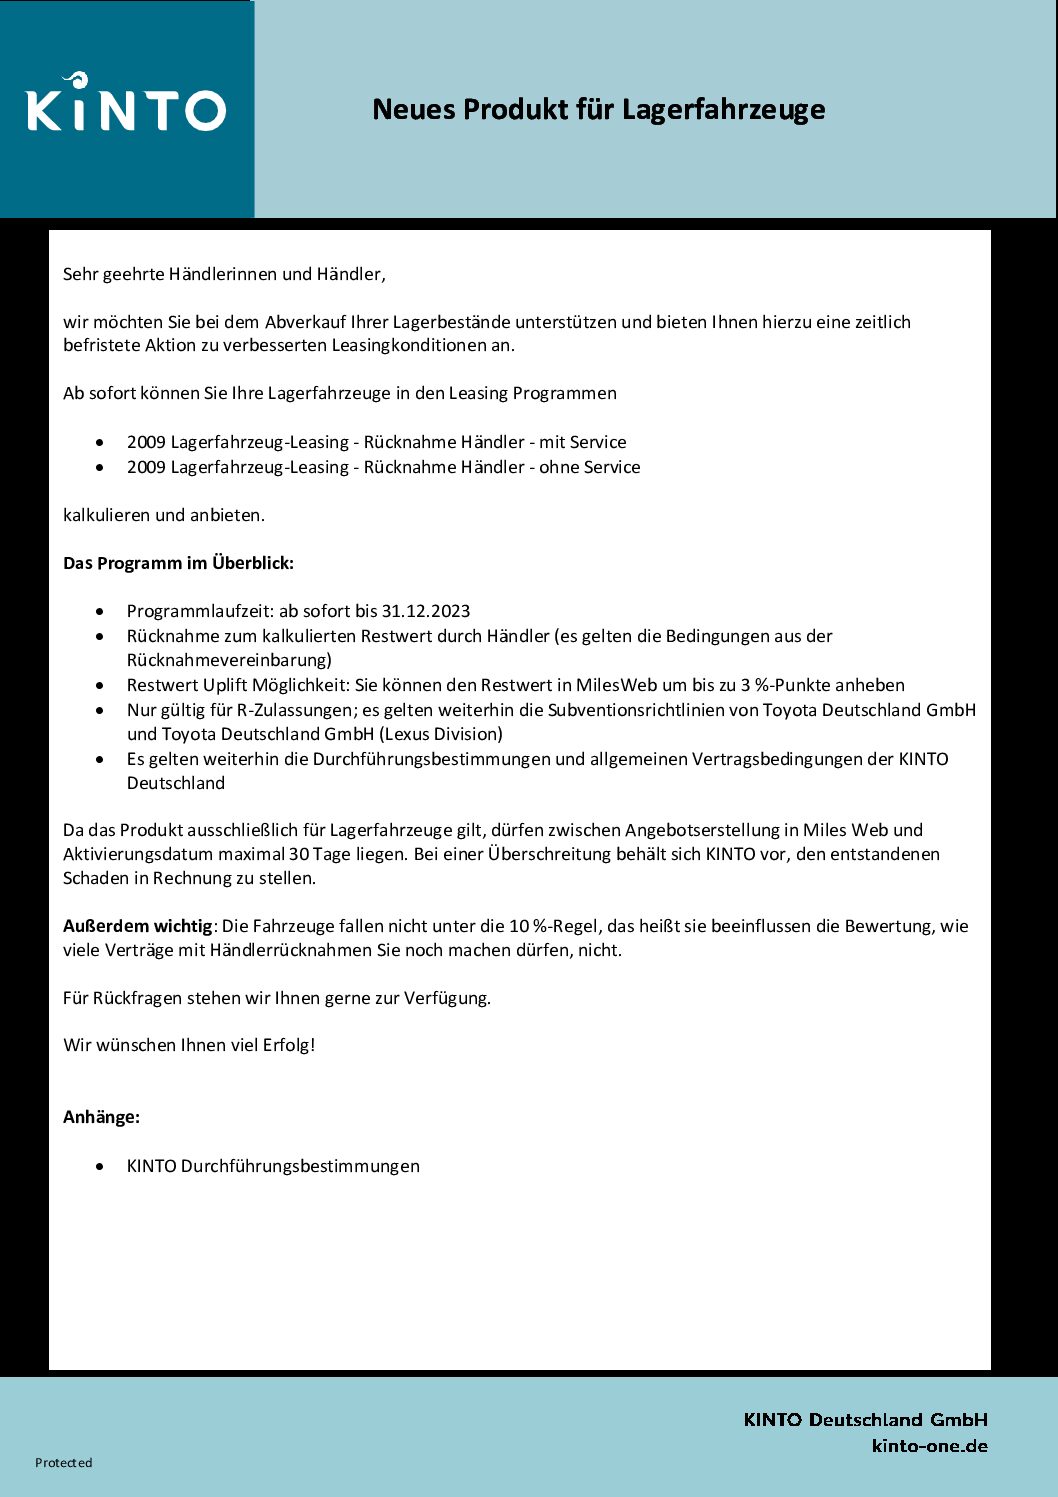 KINTO
Neues Produkt für Lagerfahrzeuge
Sehr geehrte Händlerinnen und Händler,
wir möchten Sie bei dem Abverkauf Ihrer Lagerbestände unterstützen und bieten Ihnen hierzu eine zeitlich
befristete Aktion zu verbesserten Leasingkonditionen an.
Ab sofort können Sie Ihre Lagerfahrzeuge in den Leasing Programmen
• 2009 Lagerfahrzeug-Leasing - Rücknahme Händler - mit Service
• 2009 Lagerfahrzeug-Leasing - Rücknahme Händler - ohne Service
kalkulieren und anbieten.
Das Programm im Überblick:
• Programmlaufzeit: ab sofort bis 31.12.2023
• Rücknahme zum kalkulierten Restwert durch Händler (es gelten die Bedingungen aus der
Rücknahmevereinbarung)
• Restwert Uplift Möglichkeit: Sie können den Restwert in MilesWeb um bis zu 3 %-Punkte anheben
• Nur gültig für R-Zulassungen; es gelten weiterhin die Subventionsrichtlinien von Toyota Deutschland GmbH
und Toyota Deutschland GmbH (Lexus Division)
• Es gelten weiterhin die Durchführungsbestimmungen und allgemeinen Vertragsbedingungen der KINTO
Deutschland
Da das Produkt ausschließlich für Lagerfahrzeuge gilt, dürfen zwischen Angebotserstellung in Miles Web und
Aktivierungsdatum maximal 30 Tage liegen. Bei einer Überschreitung behält sich KINTO vor, den entstandenen
Schaden in Rechnung zu stellen.
Außerdem wichtig: Die Fahrzeuge fallen nicht unter die 10 %-Regel, das heißt sie beeinflussen die Bewertung, wie
viele Verträge mit Händlerrücknahmen Sie noch machen dürfen, nicht.
Für Rückfragen stehen wir Ihnen gerne zur Verfügung.
Wir wünschen Ihnen viel Erfolg!
Anhänge:
• KINTO Durchführungsbestimmungen
KINTO Deutschland GmbH
kinto-one.de
Protected